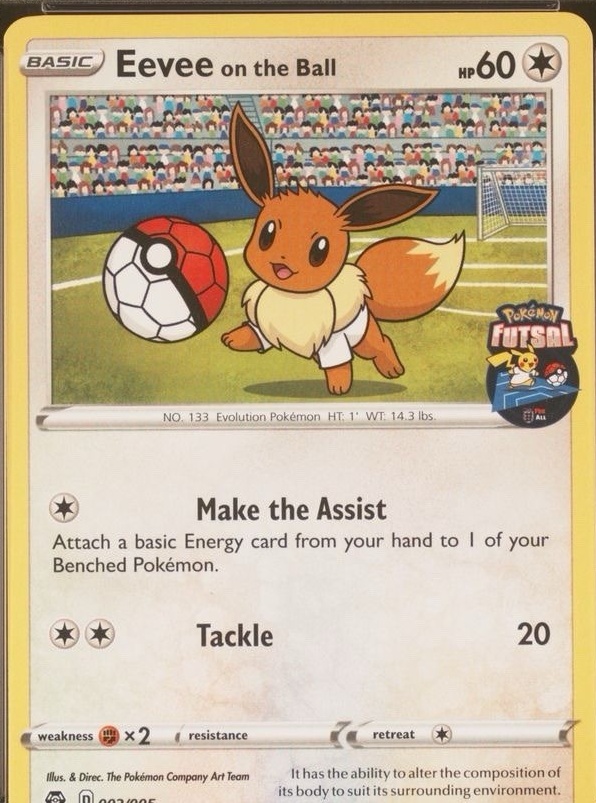 BASIC Eevee on the Ball HP60
POKéMON
FUTSAL
NO. 133 Evolution Pokémon HT: 1' WT: 14.3 lbs.
Make the Assist
Attach a basic Energy card from your hand to 1 of your
Benched Pokémon.
Tackle 20
weakness ×2 resistance retreat
Illus. & Direc. The Pokémon Company Art Team
It has the ability to alter the composition of
its body to suit its surrounding environment.
D